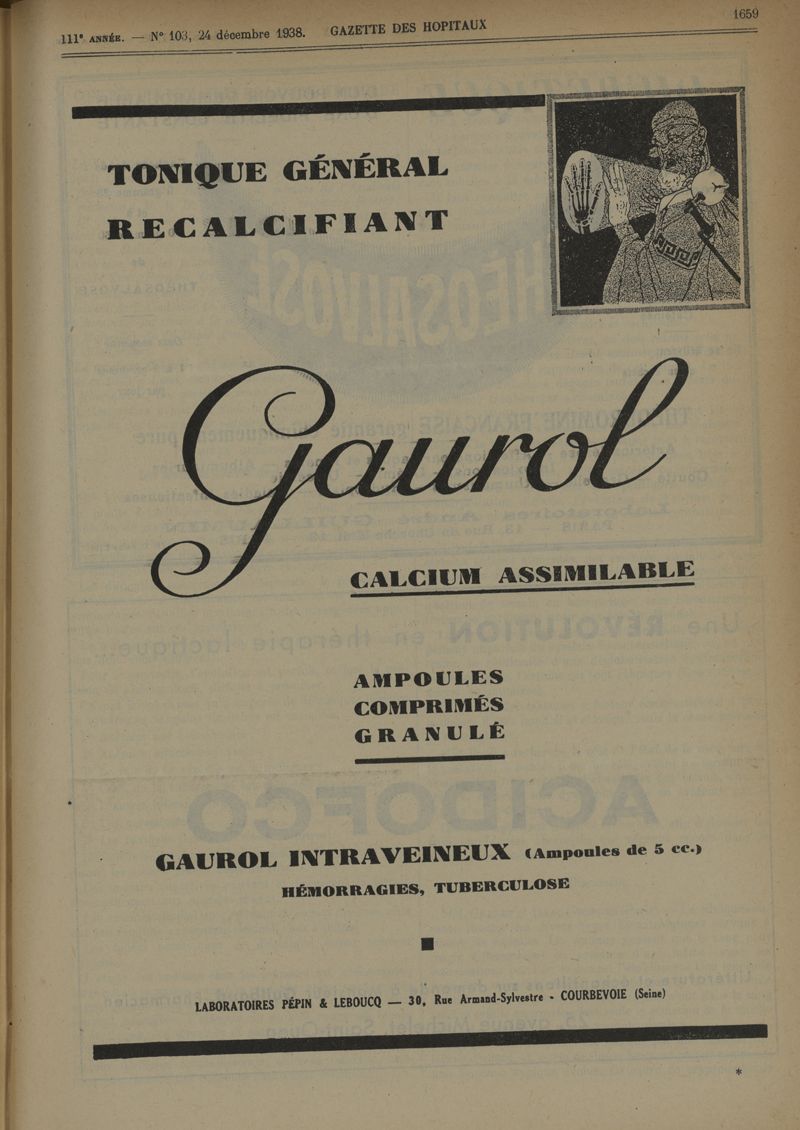 111e ANNÉE. — N° 103, 24 décembre 1938. GAZETTE DES HOPITAUX 1659
TONIQUE GÉNÉRAL
RECALCIFIANT
Gaurol
CALCIUM ASSIMILABLE
AMPOULES
COMPRIMÉS
GRANULÉ
GAUROL INTRAVEINEUX (Ampoules de 5 cc.)
HÉMORRAGIES, TUBERCULOSE
LABORATOIRES PÉPIN & LEBOUCQ — 30, Rue Armand-Sylvestre - COURBEVOIE (Seine)
*